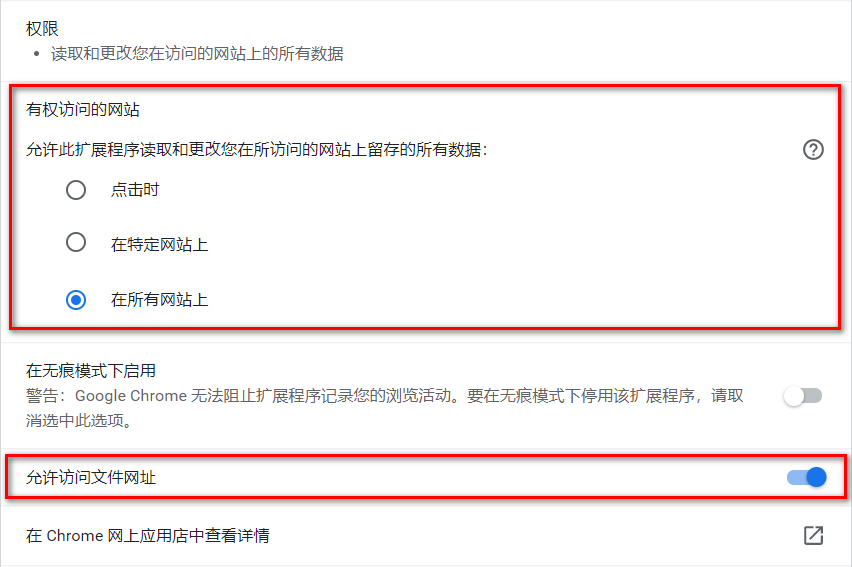 权限
• 读取和更改您在访问的网站上的所有数据
有权访问的网站
允许此扩展程序读取和更改您在所访问的网站上留存的所有数据：
点击时
在特定网站上
在所有网站上
在无痕模式下启用
警告：Google Chrome 无法阻止扩展程序记录您的浏览活动。要在无痕模式下停用该扩展程序，请取
消选中此选项。
允许访问文件网址
在 Chrome 网上应用店中查看详情